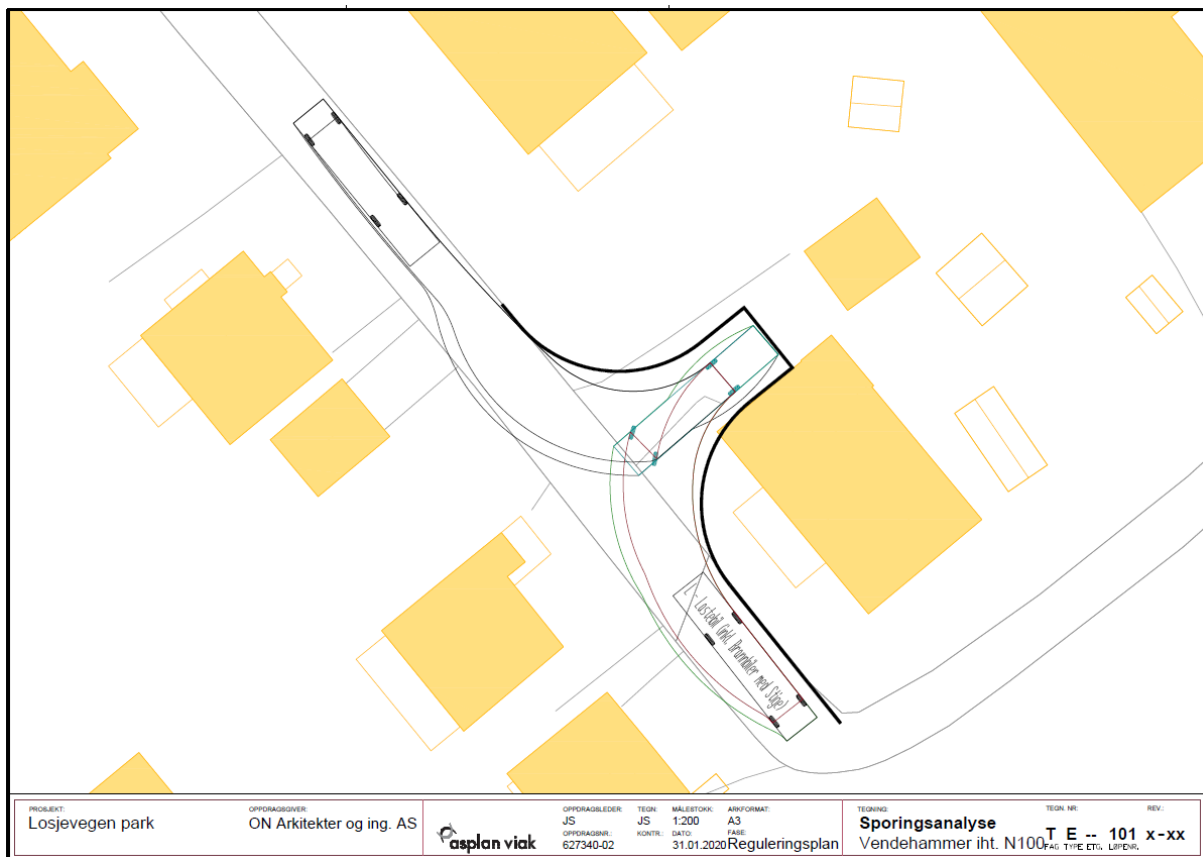 L - Lastebil (inkl. Brannbiler med Stige)
PROSJEKT:
Losjevegen park
OPPDRAGSGIVER:
ON Arkitekter og ing. AS
asplan viak
OPPDRAGSLEDER: TEGN: MÅLESTOKK: ARKFORMAT:
JS JS 1:200 A3
OPPDRAGSNR.: KONTR.: DATO: FASE:
627340-02 31.01.2020 Reguleringsplan
TEGNING:
Sporingsanalyse
Vendehammer iht. N100
TEGN. NR: REV.:
T E -- 101 x-xx
FAG TYPE ETG. LØPENR.